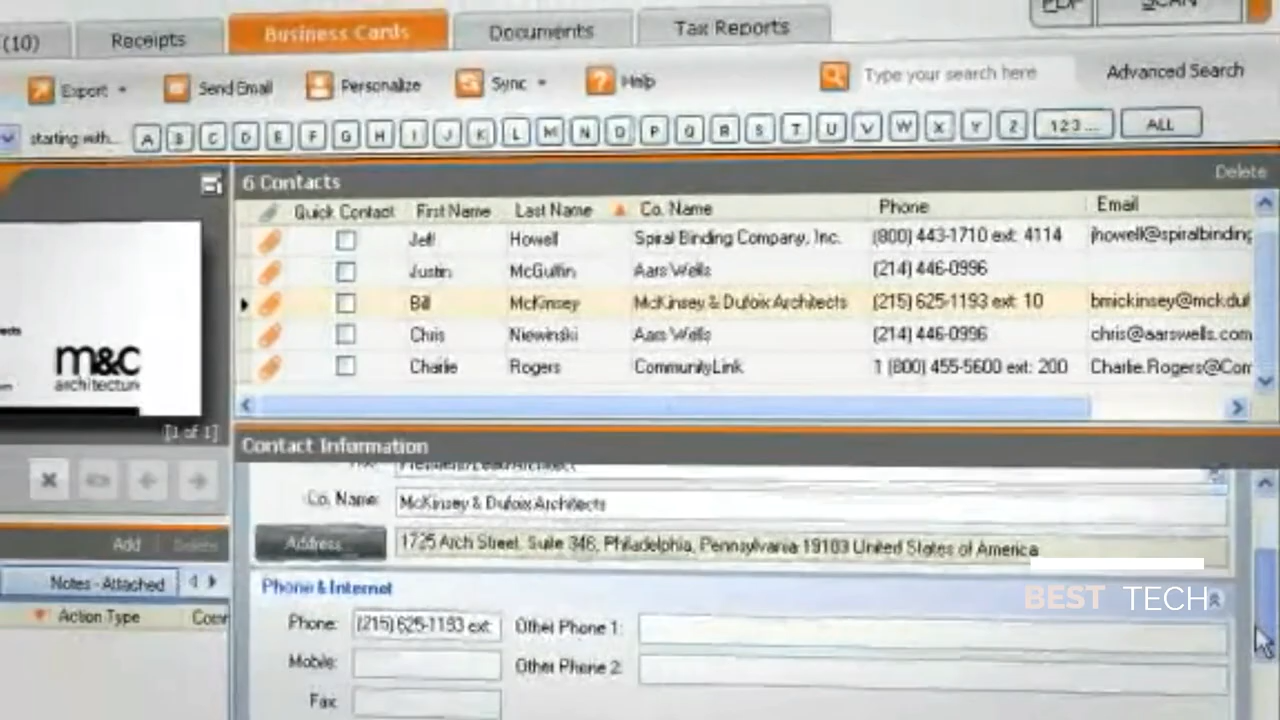 (10) Receipts Business Cards Documents Tax Reports PDF SCAN
Export Send Email Personalize Sync Help Type your search here Advanced Search
starting with... A B C D E F G H I J K L M N O P Q R S T U V W X Y Z 123... ALL
6 Contacts Delete
Quick Contact First Name Last Name Co. Name Phone Email
Jeff Howell Spiral Binding Company, Inc. (800) 443-1710 ext: 4114 jhowell@spiralbinding
Justin McGuffin Aars Wells (214) 446-0996
Bill McKinsey McKinsey & Dufoix Architects (215) 625-1193 ext: 10 bmickinsey@mckduf
Chris Niewinski Aars Wells (214) 446-0996 chris@aarswells.com
Charlie Rogers CommunityLink 1 (800) 455-5600 ext: 200 Charlie.Rogers@Com
m&c
architecture
[1 of 1]
Contact Information
President/Lead Architect
Co. Name: McKinsey & Dufoix Architects
Address... 1725 Arch Street, Suite 346, Philadelphia, Pennsylvania 19103 United States of America
Add Delete
Notes - Attached
Action Type
Phone & Internet
BEST TECH
Phone: (215) 625-1193 ext: Other Phone 1:
Mobile: Other Phone 2:
Fax: